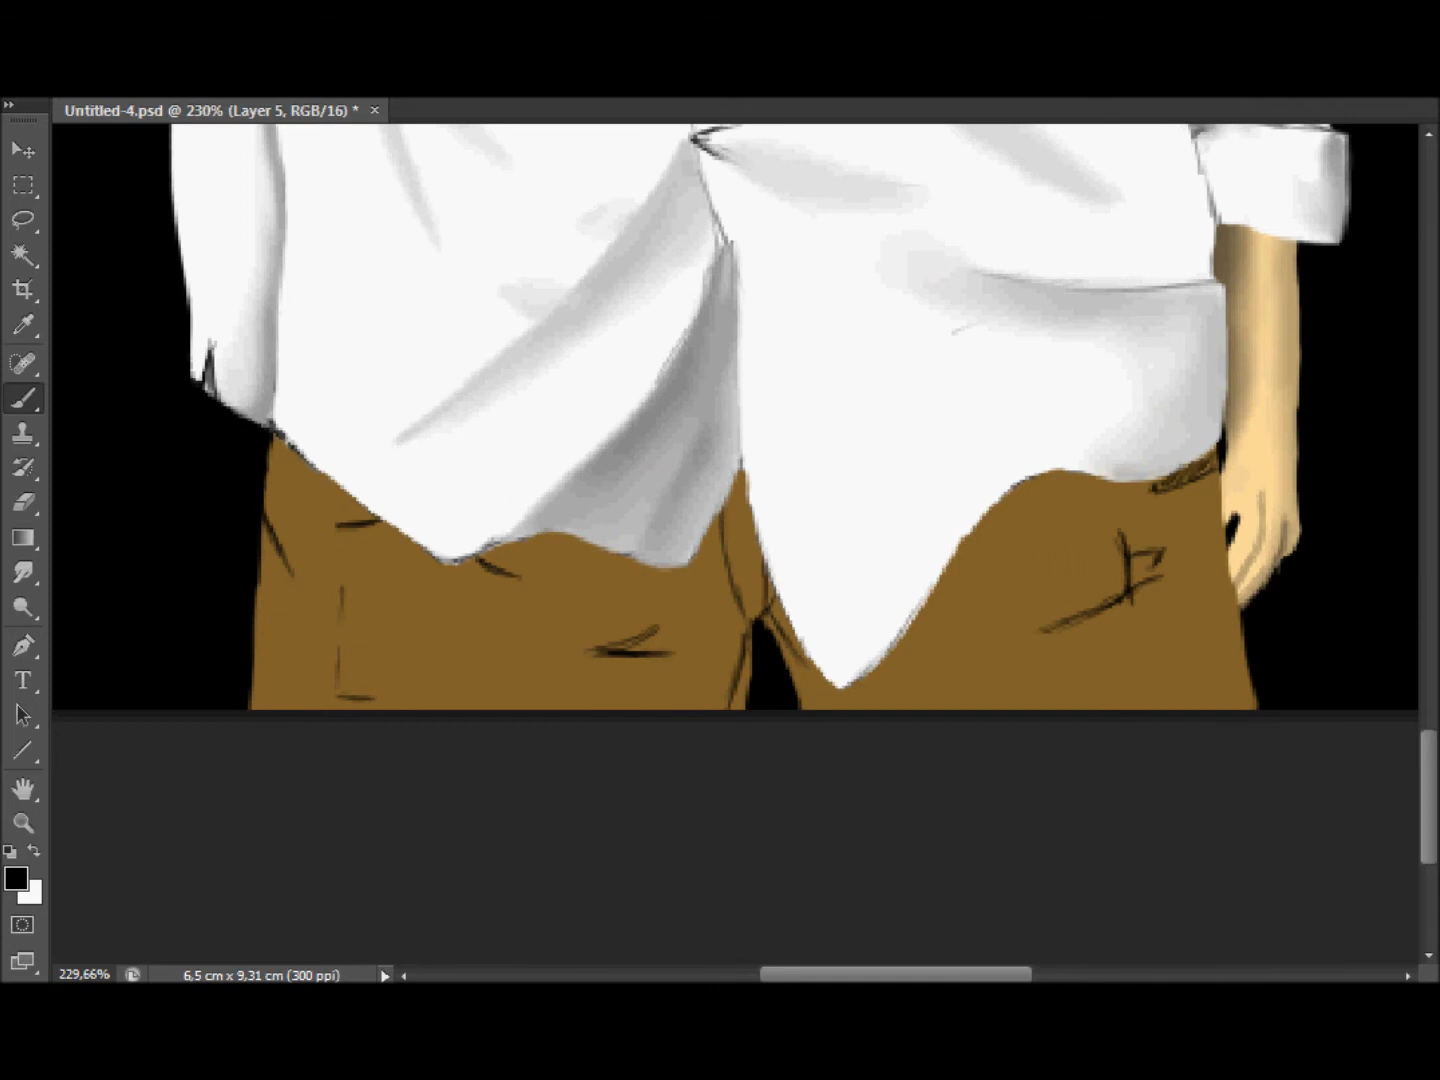 Untitled-4.psd @ 230% (Layer 5, RGB/16) *
229,66%
6,5 cm x 9,31 cm (300 ppi)